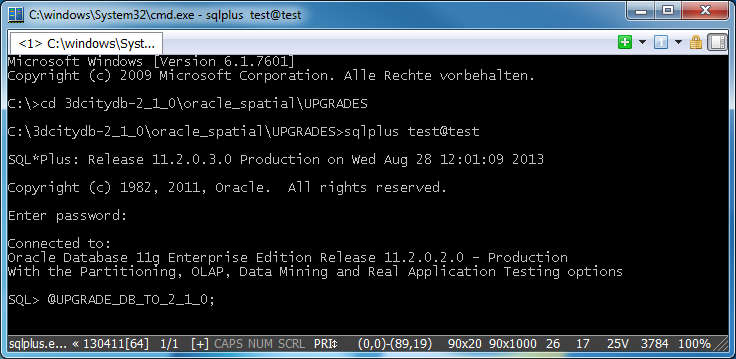 C:\windows\System32\cmd.exe - sqlplus  test@test
<1> C:\windows\Syst...
Microsoft Windows [Version 6.1.7601]
Copyright (c) 2009 Microsoft Corporation. Alle Rechte vorbehalten.
C:\>cd 3dcitydb-2_1_0\oracle_spatial\UPGRADES
C:\3dcitydb-2_1_0\oracle_spatial\UPGRADES>sqlplus test@test
SQL*Plus: Release 11.2.0.3.0 Production on Wed Aug 28 12:01:09 2013
Copyright (c) 1982, 2011, Oracle.  All rights reserved.
Enter password:
Connected to:
Oracle Database 11g Enterprise Edition Release 11.2.0.2.0 - Production
With the Partitioning, OLAP, Data Mining and Real Application Testing options
SQL> @UPGRADE_DB_TO_2_1_0;
sqlplus.e... « 130411[64] 1/1 [+] CAPS NUM SCRL PRI↕ (0,0)-(89,19) 90x20 90x1000 26 17 25V 3784 100%